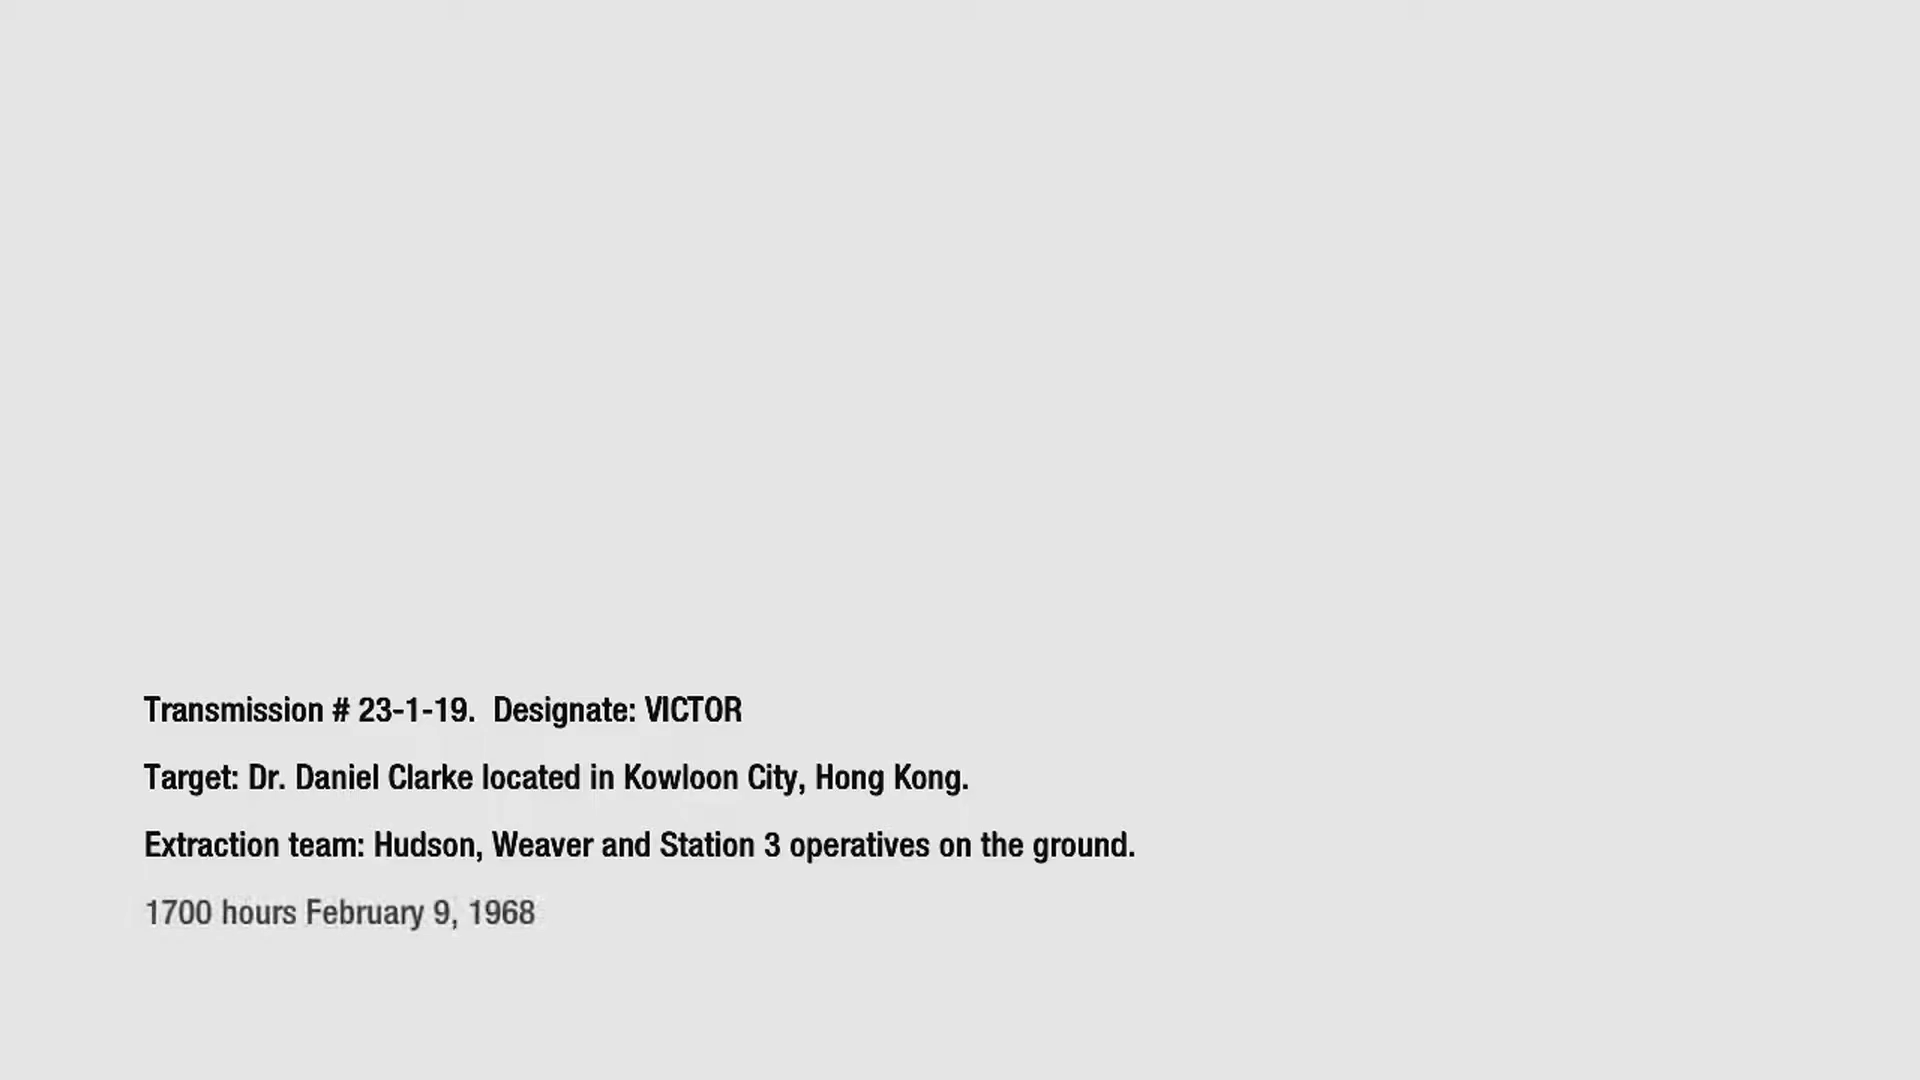 Transmission # 23-1-19.  Designate: VICTOR
Target: Dr. Daniel Clarke located in Kowloon City, Hong Kong.
Extraction team: Hudson, Weaver and Station 3 operatives on the ground.
1700 hours February 9, 1968